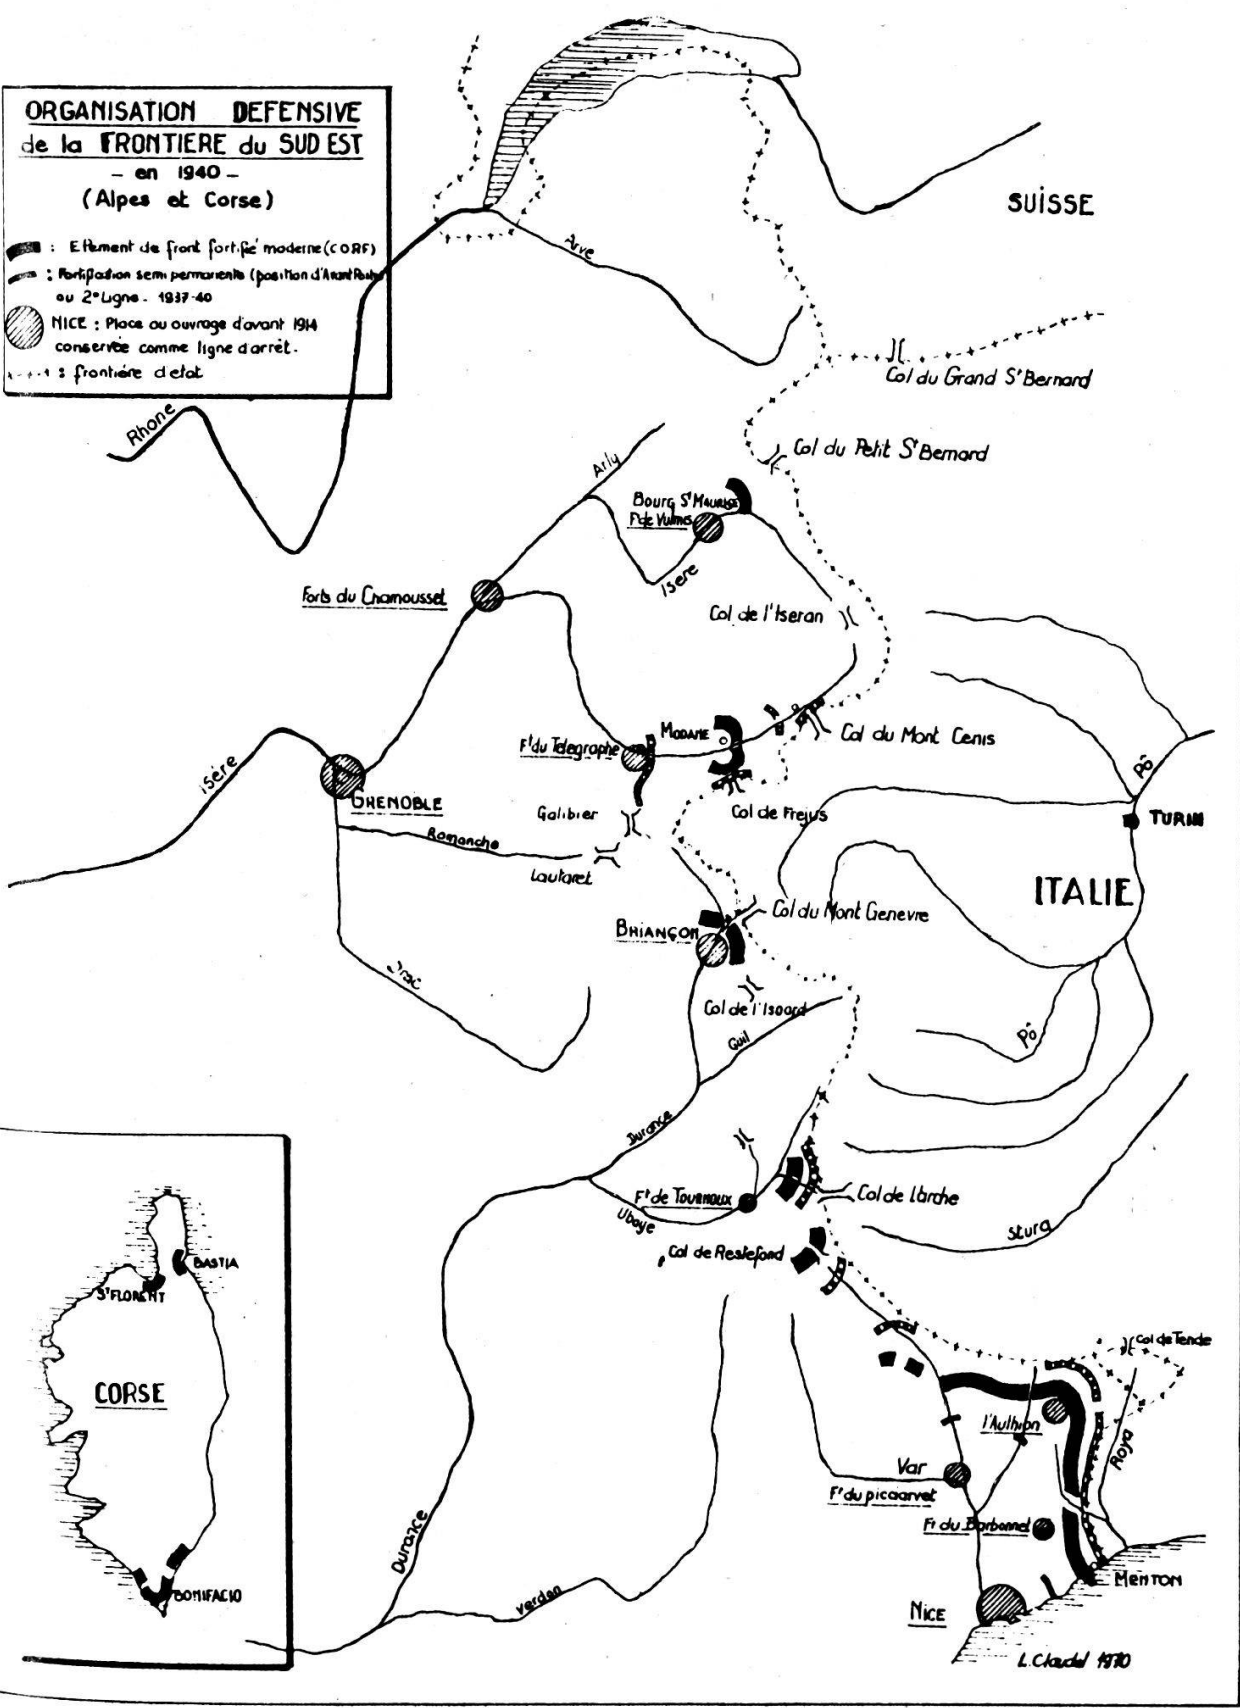 ORGANISATION DEFENSIVE
de la FRONTIERE du SUD EST
- en 1940 -
(Alpes et Corse)
: Element de front fortifié moderne (CORF)
: Fortification semi permanente (position d'Avant Postes
ou 2° Ligne - 1937-40
NICE : Place ou ouvrage d'avant 1914
conservée comme ligne d'arrêt.
: frontière d'etat
SUISSE
Arve
Col du Grand St Bernard
Rhone
Col du Petit St Bernard
Arly
Bourg St MAURICE
Ft de Vulmis
Isere
Forts du Chamousset
Col de l'Iseran
MODANE
Ft du Telegraphe
Col du Mont Cenis
Isère
Pô
GRENOBLE
Galibier
Col de Frejus
TURIN
Romanche
Lautaret
ITALIE
Col du Mont Genevre
BRIANÇON
Drac
Col de l'Isoard
Guil
Pô
Durance
Ft de Tournoux
Col de Larche
Ubaye
Stura
Col de Restefond
BASTIA
St FLORENT
Col de Tende
CORSE
l'Authion
Roya
Var
Ft du picciarvet
Ft du Barbonnet
Durance
MENTON
BONIFACIO
Verdon
NICE
L. Claudel 1970